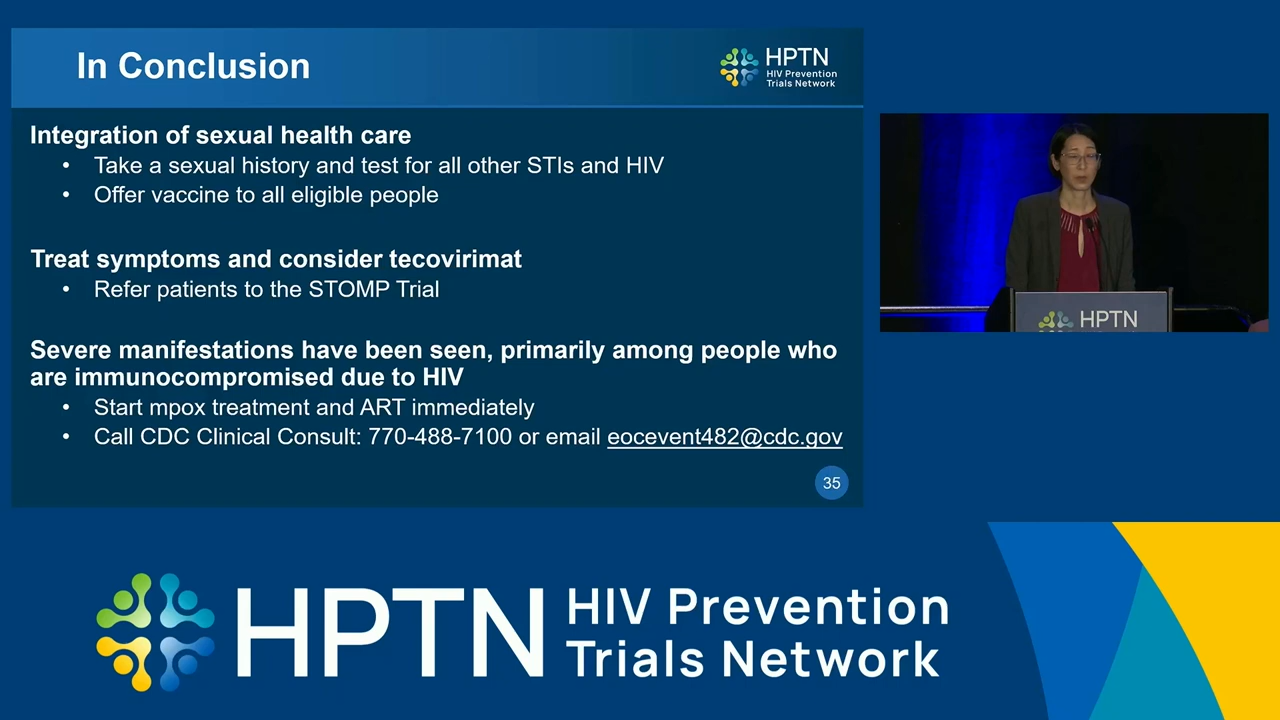 In Conclusion
HPTN
HIV Prevention
Trials Network
Integration of sexual health care
• Take a sexual history and test for all other STIs and HIV
• Offer vaccine to all eligible people
Treat symptoms and consider tecovirimat
• Refer patients to the STOMP Trial
Severe manifestations have been seen, primarily among people who
are immunocompromised due to HIV
• Start mpox treatment and ART immediately
• Call CDC Clinical Consult: 770-488-7100 or email eocevent482@cdc.gov
35
HPTN
HPTN
HIV Prevention
Trials Network